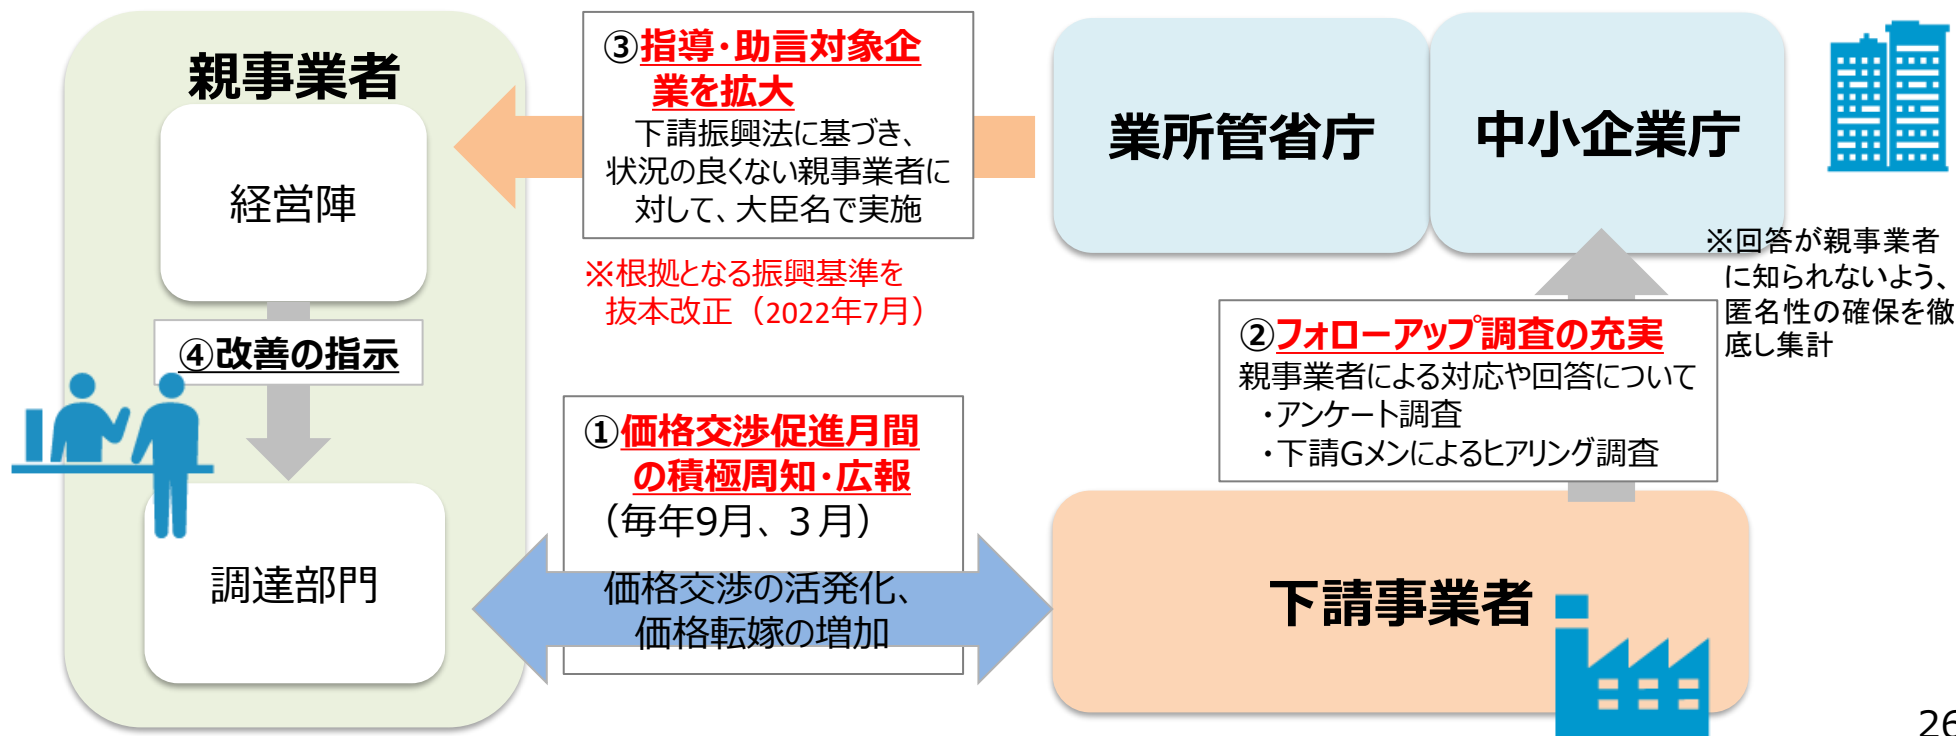 親事業者
経営陣
④改善の指示
調達部門
③指導・助言対象企
業を拡大
下請振興法に基づき、
状況の良くない親事業者に
対して、大臣名で実施
※根拠となる振興基準を
抜本改正（2022年7月）
①価格交渉促進月間
の積極周知・広報
（毎年9月、３月）
価格交渉の活発化、
価格転嫁の増加
業所管省庁
中小企業庁
※回答が親事業者
に知られないよう、
匿名性の確保を徹
底し集計
②フォローアップ調査の充実
親事業者による対応や回答について
・アンケート調査
・下請Gメンによるヒアリング調査
下請事業者
26